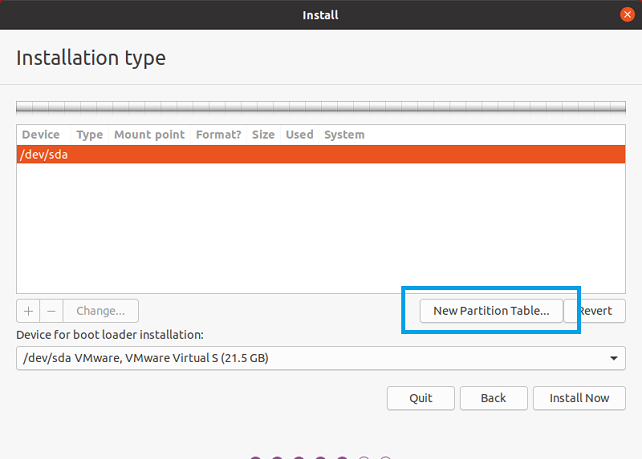 Install
Installation type
Device Type Mount point Format? Size Used System
/dev/sda
+ − Change... New Partition Table... Revert
Device for boot loader installation:
/dev/sda VMware, VMware Virtual S (21.5 GB)
Quit Back Install Now